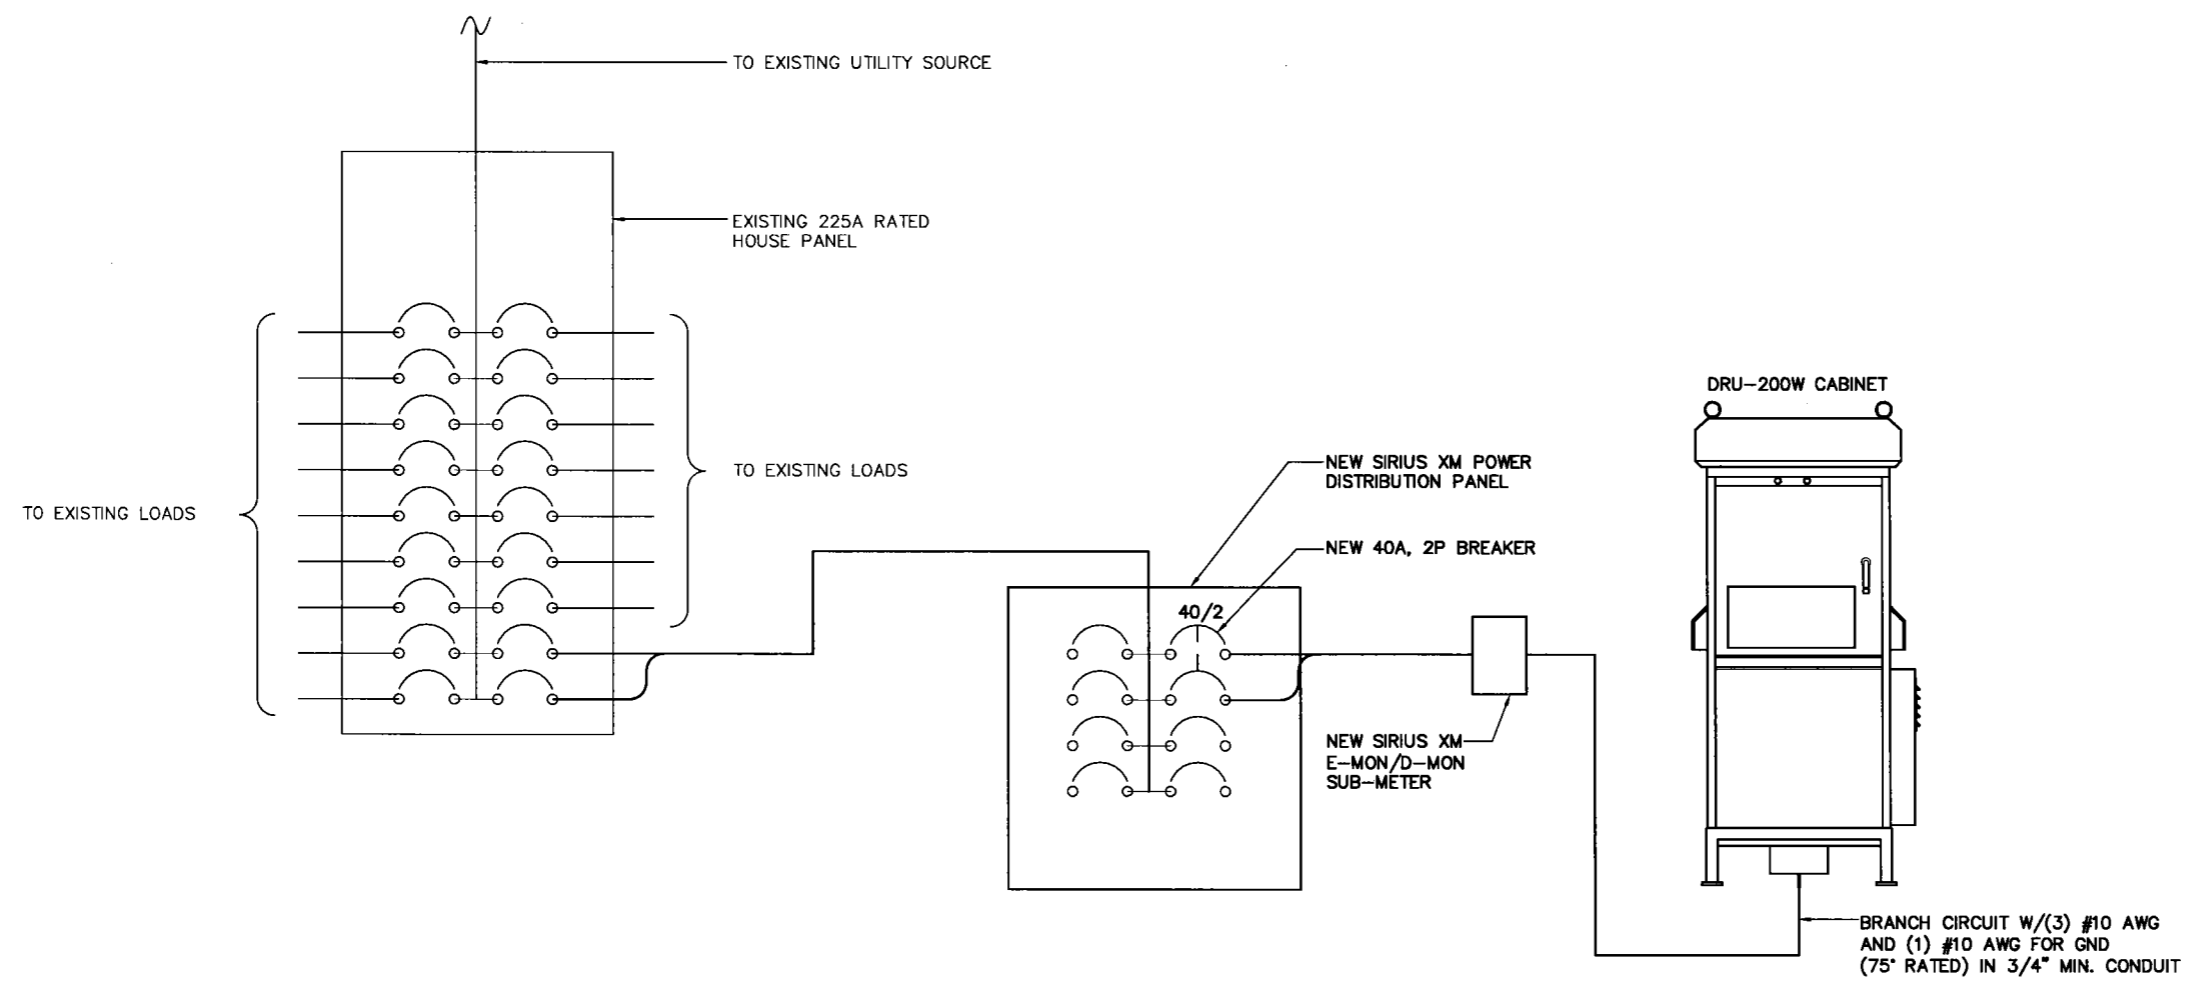 TO EXISTING UTILITY SOURCE
EXISTING 225A RATED
HOUSE PANEL
TO EXISTING LOADS
TO EXISTING LOADS
NEW SIRIUS XM POWER
DISTRIBUTION PANEL
NEW 40A, 2P BREAKER
40/2
NEW SIRIUS XM
E-MON/D-MON
SUB-METER
DRU-200W CABINET
BRANCH CIRCUIT W/(3) #10 AWG
AND (1) #10 AWG FOR GND
(75° RATED) IN 3/4" MIN. CONDUIT